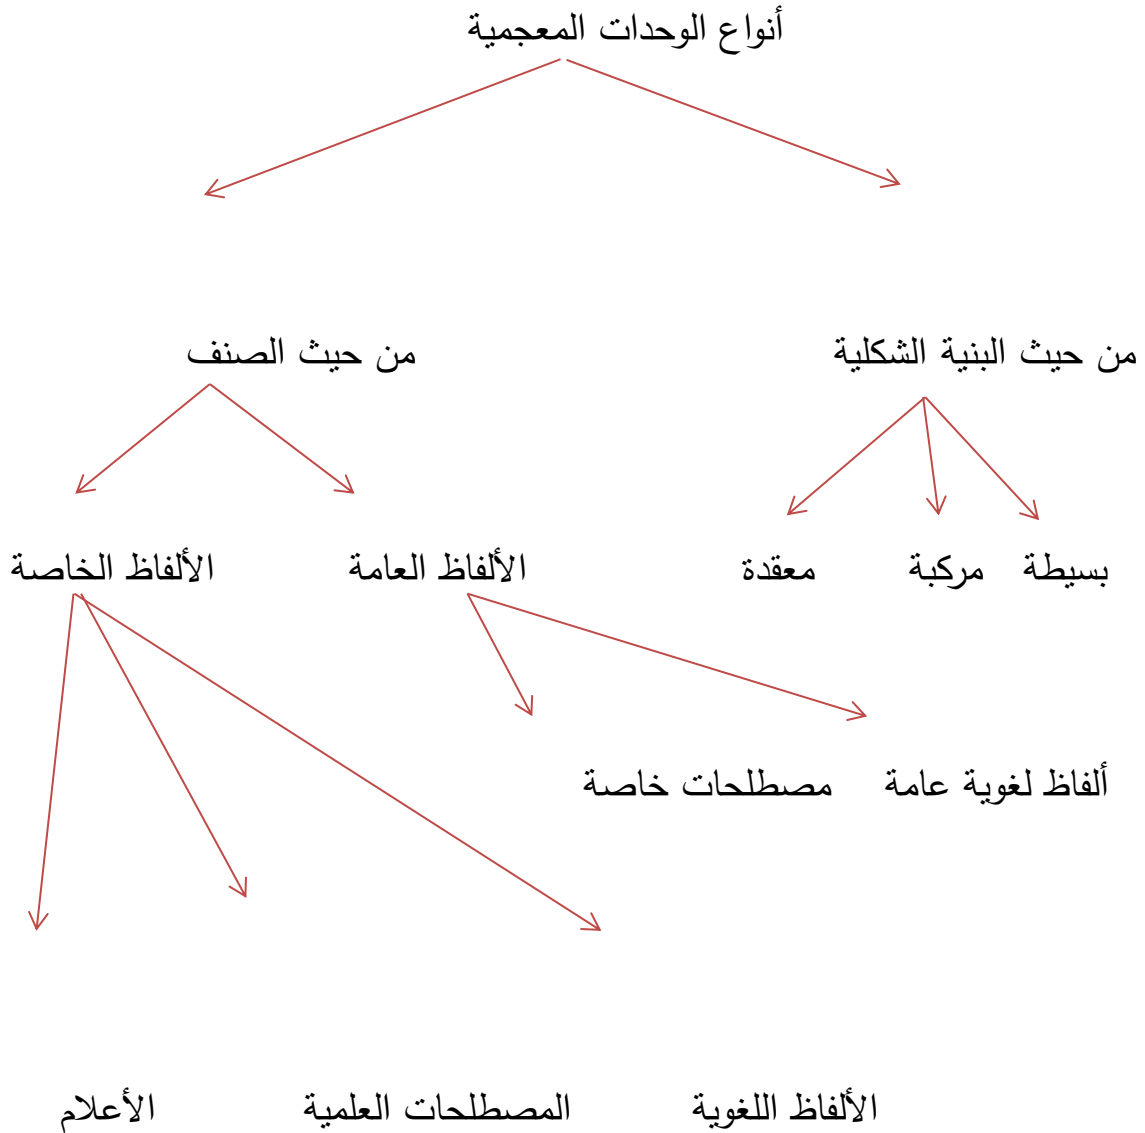 أنواع الوحدات المعجمية
من حيث البنية الشكلية من حيث الصنف
بسيطة مركبة معقدة الألفاظ العامة الألفاظ الخاصة
ألفاظ لغوية عامة مصطلحات خاصة
الألفاظ اللغوية المصطلحات العلمية الأعلام